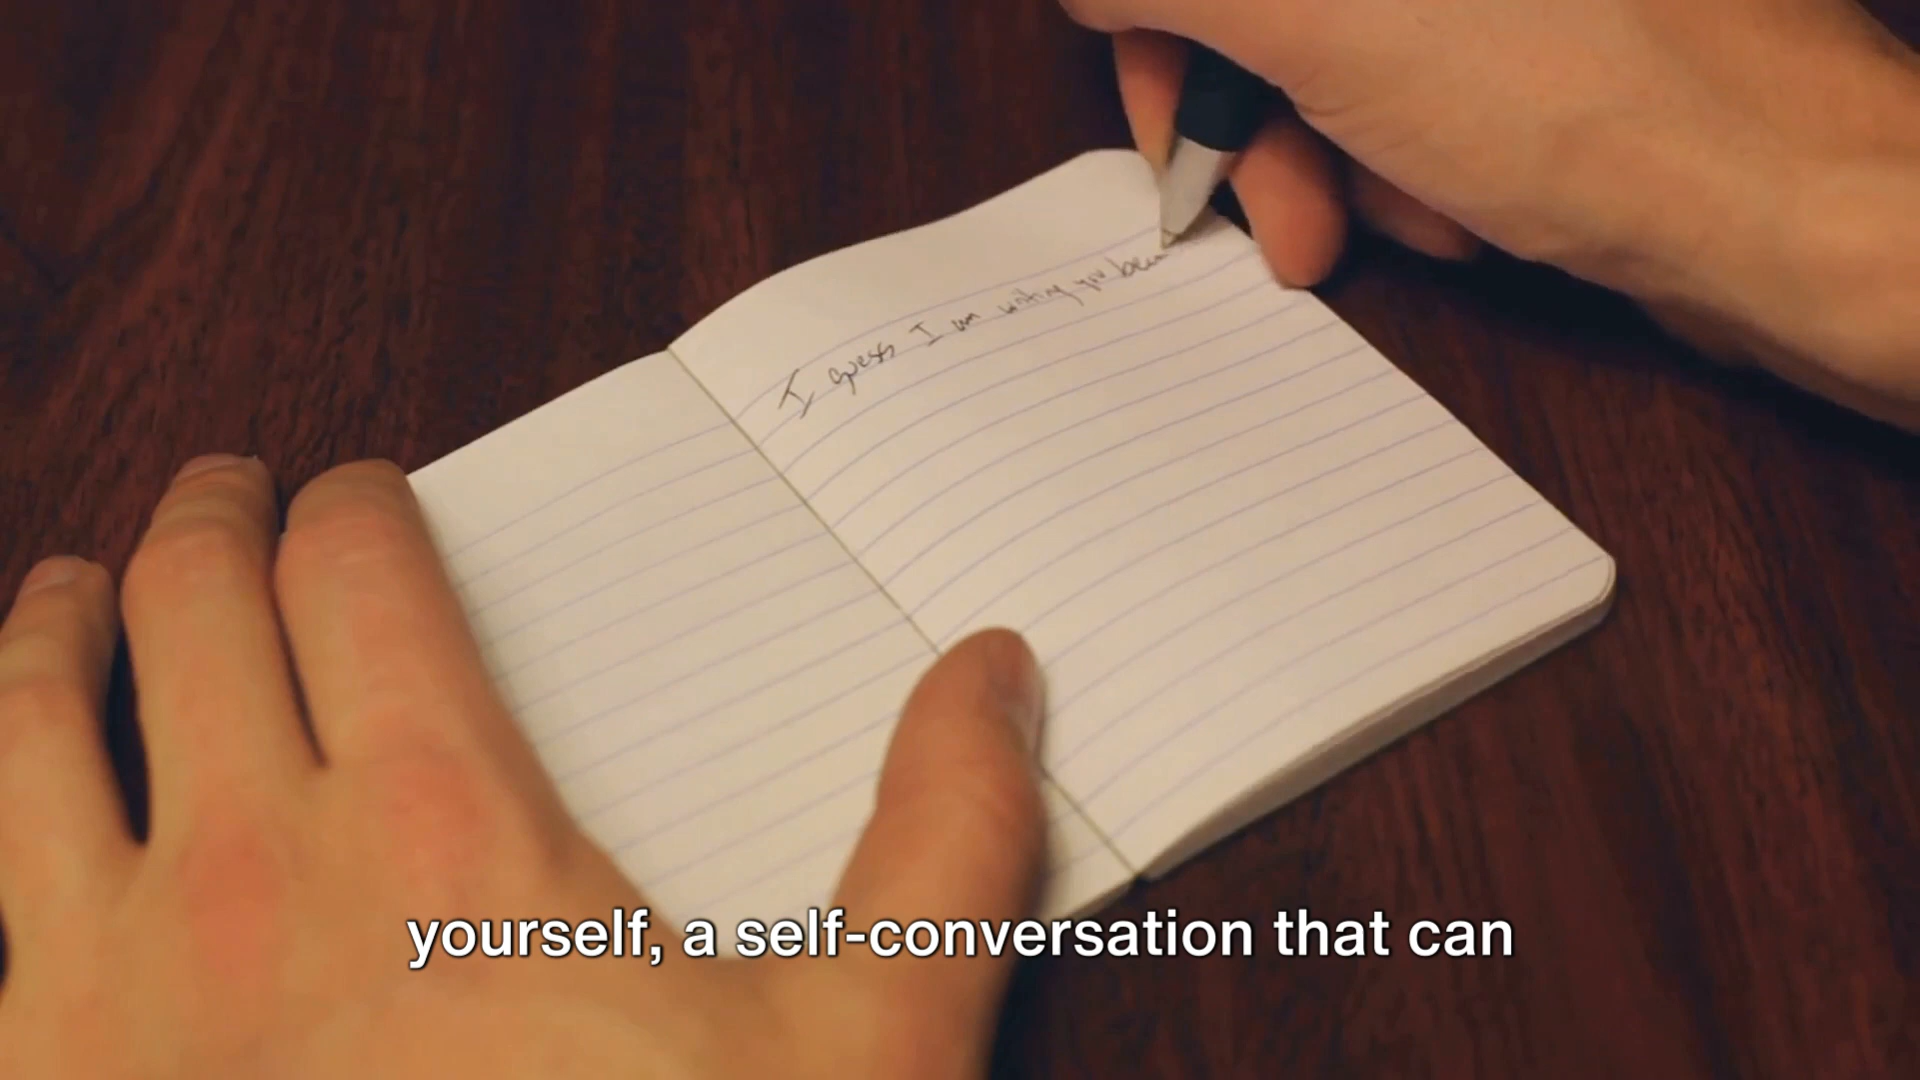 I guess I am writing you
yourself, a self-conversation that can